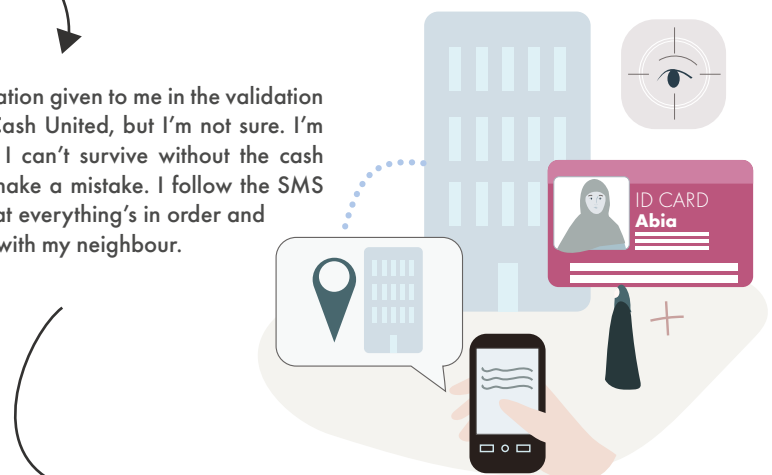 ation given to me in the validation
Cash United, but I'm not sure. I'm
I can't survive without the cash
make a mistake. I follow the SMS
at everything's in order and
with my neighbour.
ID CARD
Abia